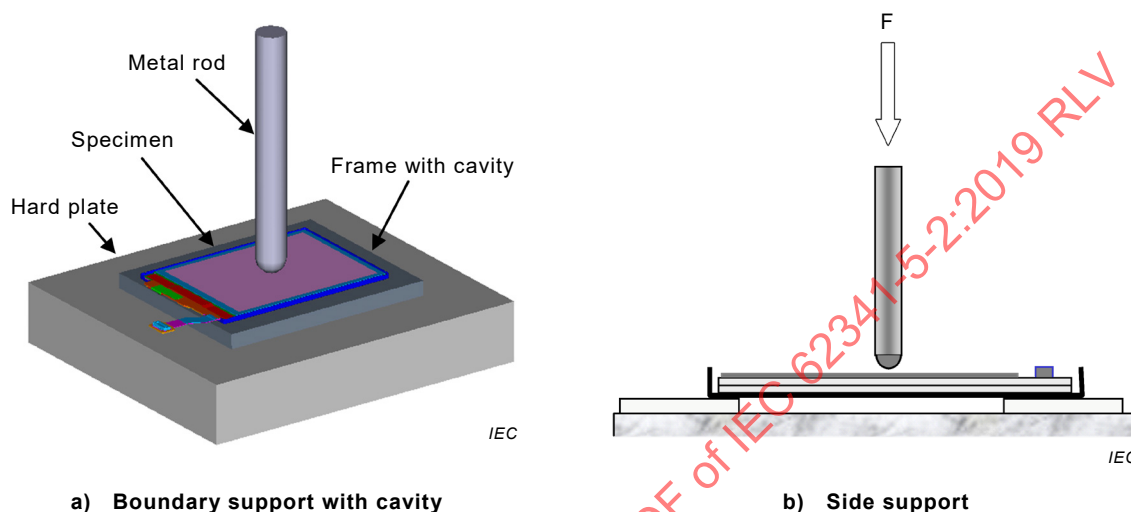 F
Metal rod
Specimen
Frame with cavity
Hard plate
IEC
IEC
a) Boundary support with cavity
b) Side support
PDF of IEC 62341-5-2:2019 RLV